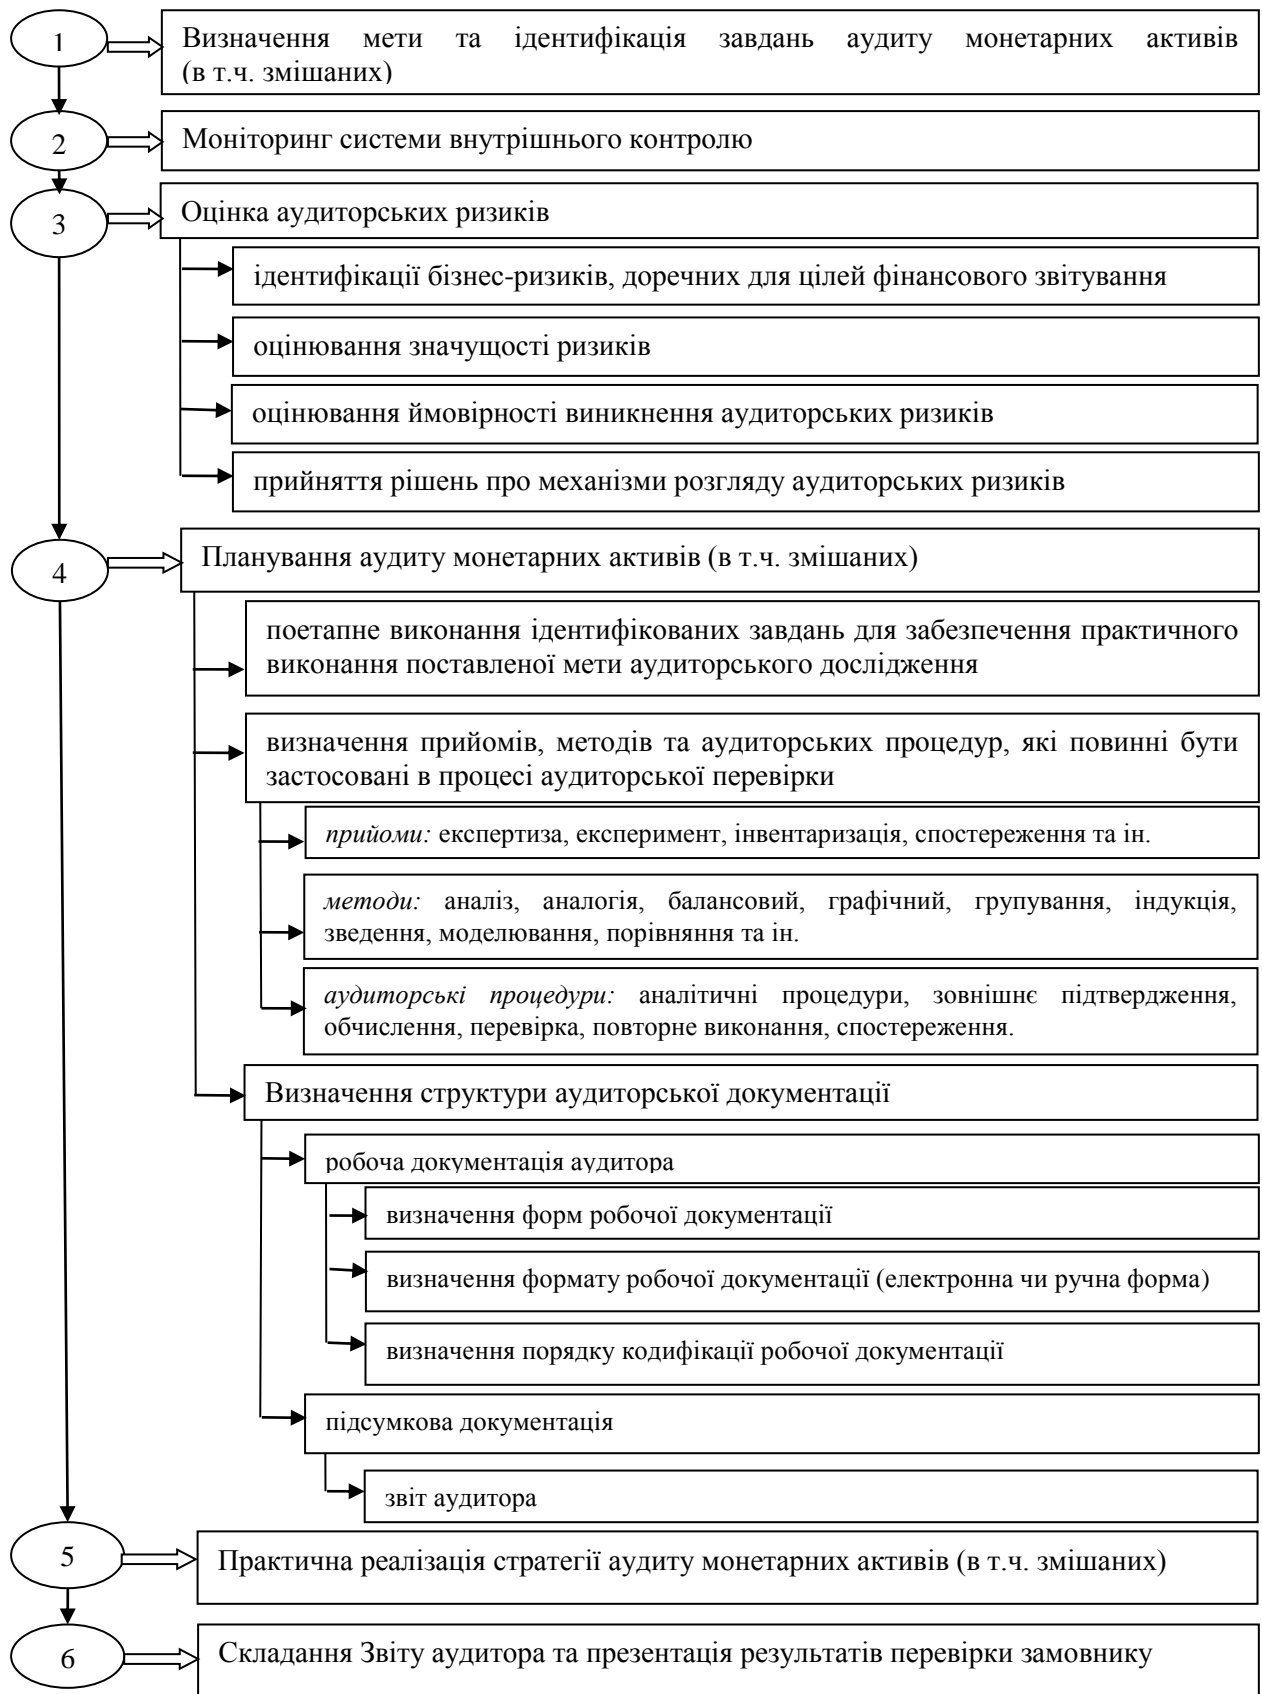 1
Визначення мети та ідентифікація завдань аудиту монетарних активів
(в т.ч. змішаних)
2
Моніторинг системи внутрішнього контролю
3
Оцінка аудиторських ризиків
ідентифікації бізнес-ризиків, доречних для цілей фінансового звітування
оцінювання значущості ризиків
оцінювання ймовірності виникнення аудиторських ризиків
прийняття рішень про механізми розгляду аудиторських ризиків
4
Планування аудиту монетарних активів (в т.ч. змішаних)
поетапне виконання ідентифікованих завдань для забезпечення практичного
виконання поставленої мети аудиторського дослідження
визначення прийомів, методів та аудиторських процедур, які повинні бути
застосовані в процесі аудиторської перевірки
прийоми: експертиза, експеримент, інвентаризація, спостереження та ін.
методи: аналіз, аналогія, балансовий, графічний, групування, індукція,
зведення, моделювання, порівняння та ін.
аудиторські процедури: аналітичні процедури, зовнішнє підтвердження,
обчислення, перевірка, повторне виконання, спостереження.
Визначення структури аудиторської документації
робоча документація аудитора
визначення форм робочої документації
визначення формату робочої документації (електронна чи ручна форма)
визначення порядку кодифікації робочої документації
підсумкова документація
звіт аудитора
5
Практична реалізація стратегії аудиту монетарних активів (в т.ч. змішаних)
6
Складання Звіту аудитора та презентація результатів перевірки замовнику